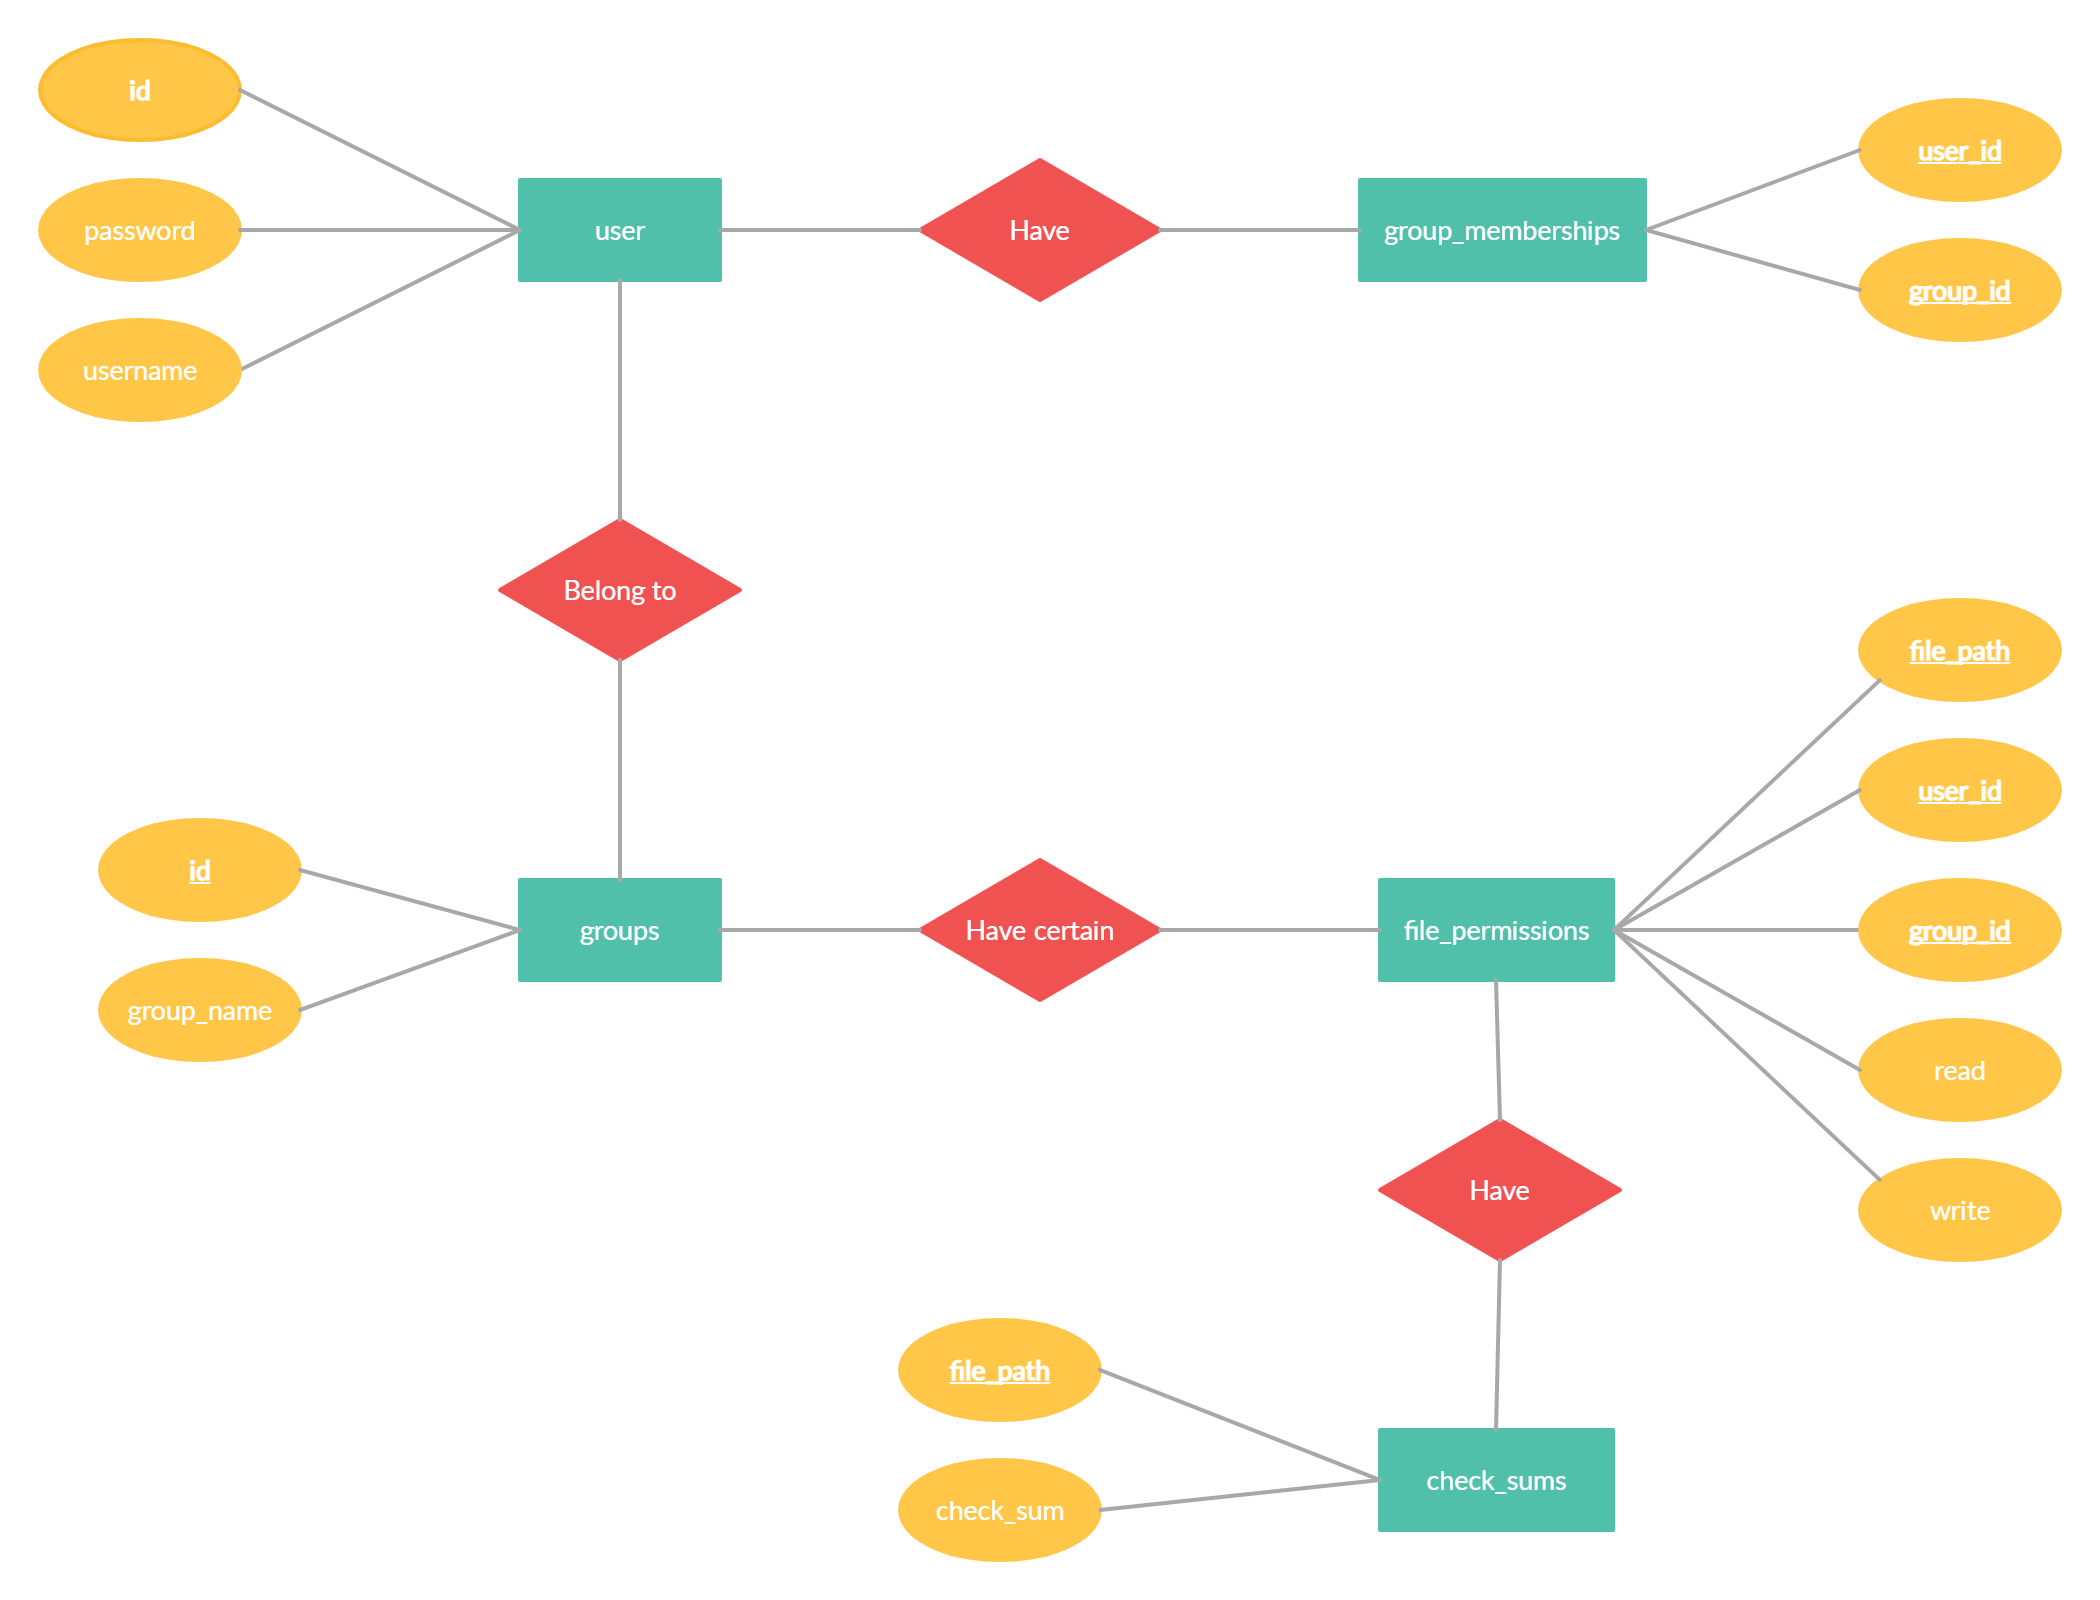 id
password
username
user
Have
group_memberships
user_id
group_id
Belong to
id
group_name
groups
Have certain
file_permissions
file_path
user_id
group_id
read
write
Have
file_path
check_sum
check_sums